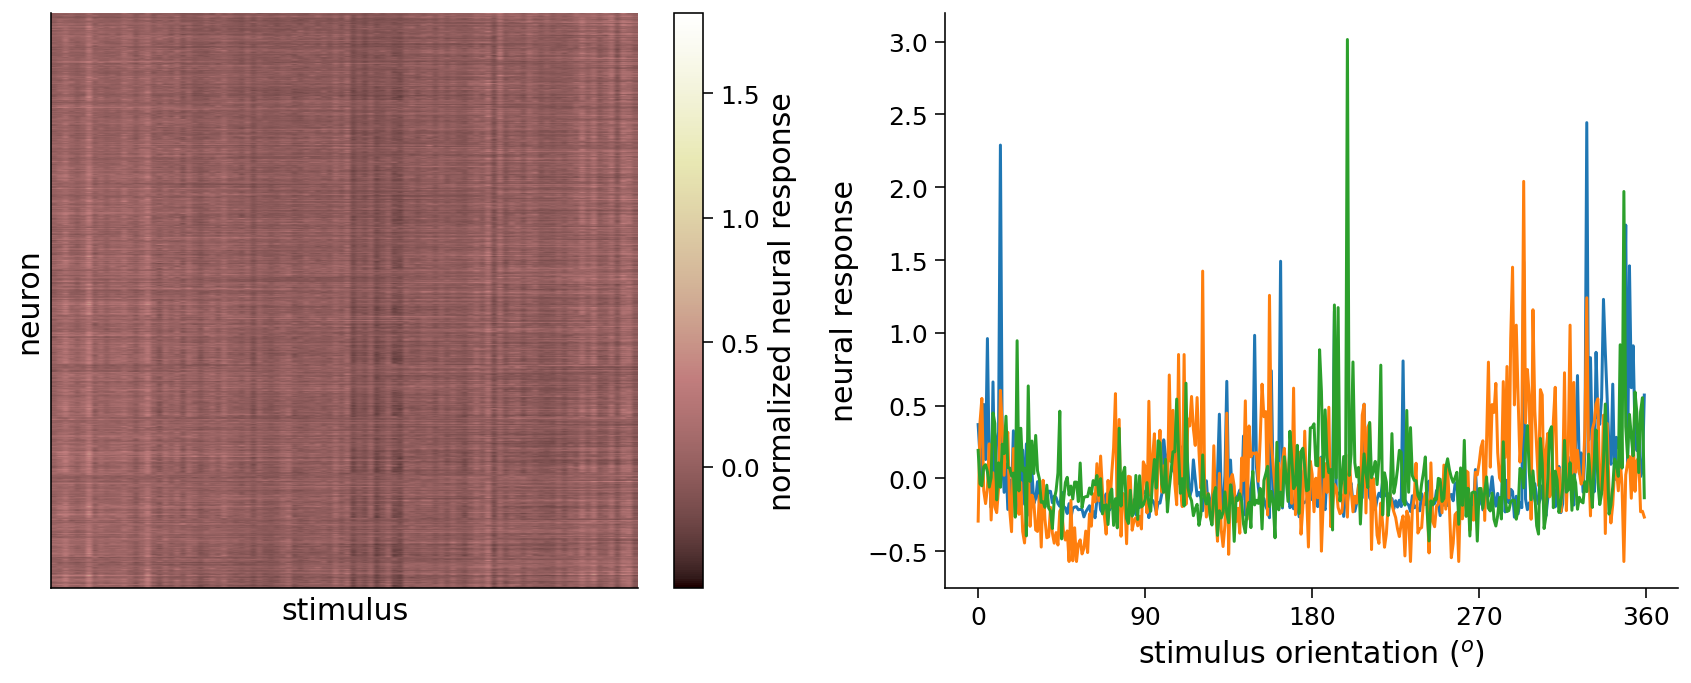 neuron
stimulus
1.5
1.0
0.5
0.0
normalized neural response
neural response
3.0
2.5
2.0
1.5
1.0
0.5
0.0
−0.5
0 90 180 270 360
stimulus orientation (º)